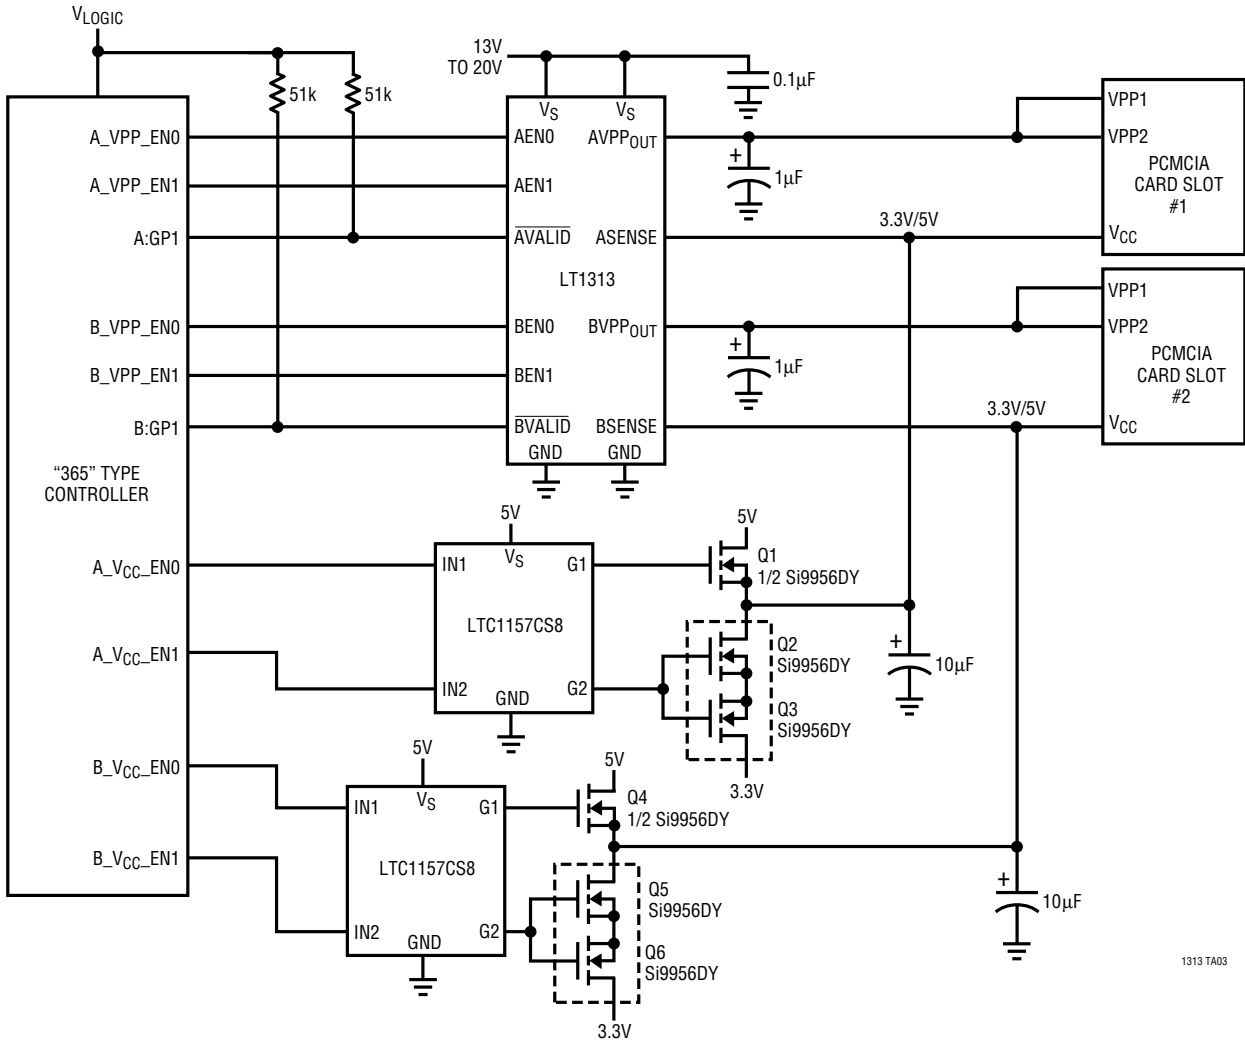 VLOGIC
51k
51k
13V
TO 20V
0.1µF
"365" TYPE
CONTROLLER
A_VPP_EN0
A_VPP_EN1
A:GP1
B_VPP_EN0
B_VPP_EN1
B:GP1
A_VCC_EN0
A_VCC_EN1
B_VCC_EN0
B_VCC_EN1
VS
VS
AEN0
AEN1
AVALID
BEN0
BEN1
BVALID
GND
GND
LT1313
AVPPOUT
ASENSE
BVPPOUT
BSENSE
+
1µF
+
1µF
3.3V/5V
3.3V/5V
VPP1
VPP2
VCC
PCMCIA
CARD SLOT
#1
VPP1
VPP2
VCC
PCMCIA
CARD SLOT
#2
5V
VS
IN1
IN2
G1
G2
GND
LTC1157CS8
5V
Q1
1/2 Si9956DY
Q2
Si9956DY
Q3
Si9956DY
3.3V
+
10µF
5V
VS
IN1
IN2
G1
G2
GND
LTC1157CS8
5V
Q4
1/2 Si9956DY
Q5
Si9956DY
Q6
Si9956DY
3.3V
+
10µF
1313 TA03